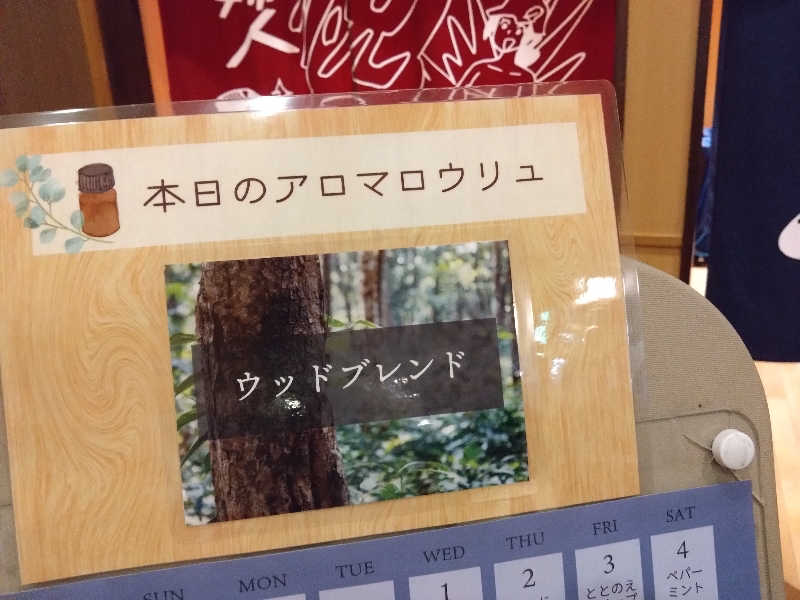 本日のアロマロウリュ
ウッドブレンド
SUN MON TUE WED THU FRI SAT
1 2 3 4
ととのえ ペパー
ミント